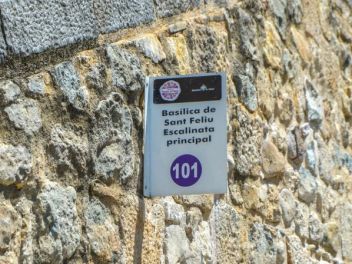 Basílica de
Sant Feliu
Escalinata
principal
101